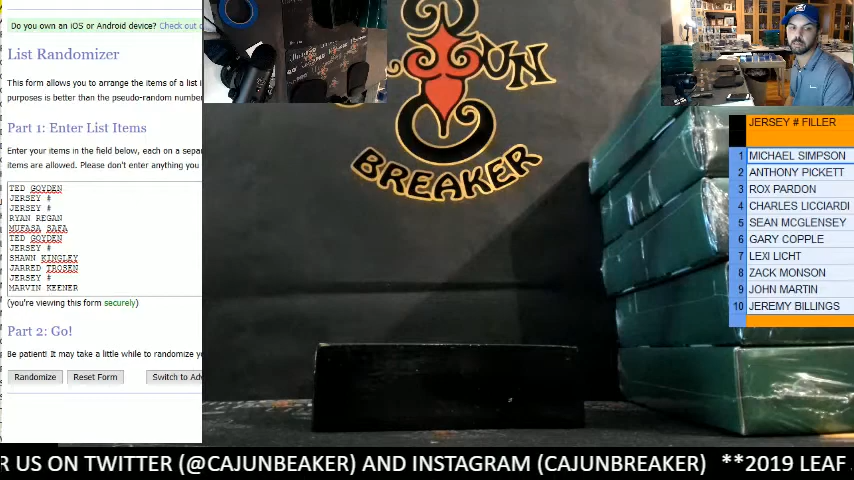 Do you own an iOS or Android device? Check out o
List Randomizer
This form allows you to arrange the items of a list i
purposes is better than the pseudo-random number
Part 1: Enter List Items
Enter your items in the field below, each on a sepa
items are allowed. Please don't enter anything you
TED GOYDEN
JERSEY #
JERSEY #
RYAN REGAN
MUFASA SAFA
TED GOYDEN
JERSEY #
SHAWN KINGLEY
JARRED TROSEN
JERSEY #
MARVIN KEENER
(you're viewing this form securely)
Part 2: Go!
Be patient! It may take a little while to randomize yo
Randomize Reset Form Switch to Adv
UN
BREAKER
JERSEY # FILLER
1 MICHAEL SIMPSON
2 ANTHONY PICKETT
3 ROX PARDON
4 CHARLES LICCIARDI
5 SEAN MCGLENSEY
6 GARY COPPLE
7 LEXI LICHT
8 ZACK MONSON
9 JOHN MARTIN
10 JEREMY BILLINGS
R US ON TWITTER (@CAJUNBEAKER) AND INSTAGRAM (CAJUNBREAKER) **2019 LEAF